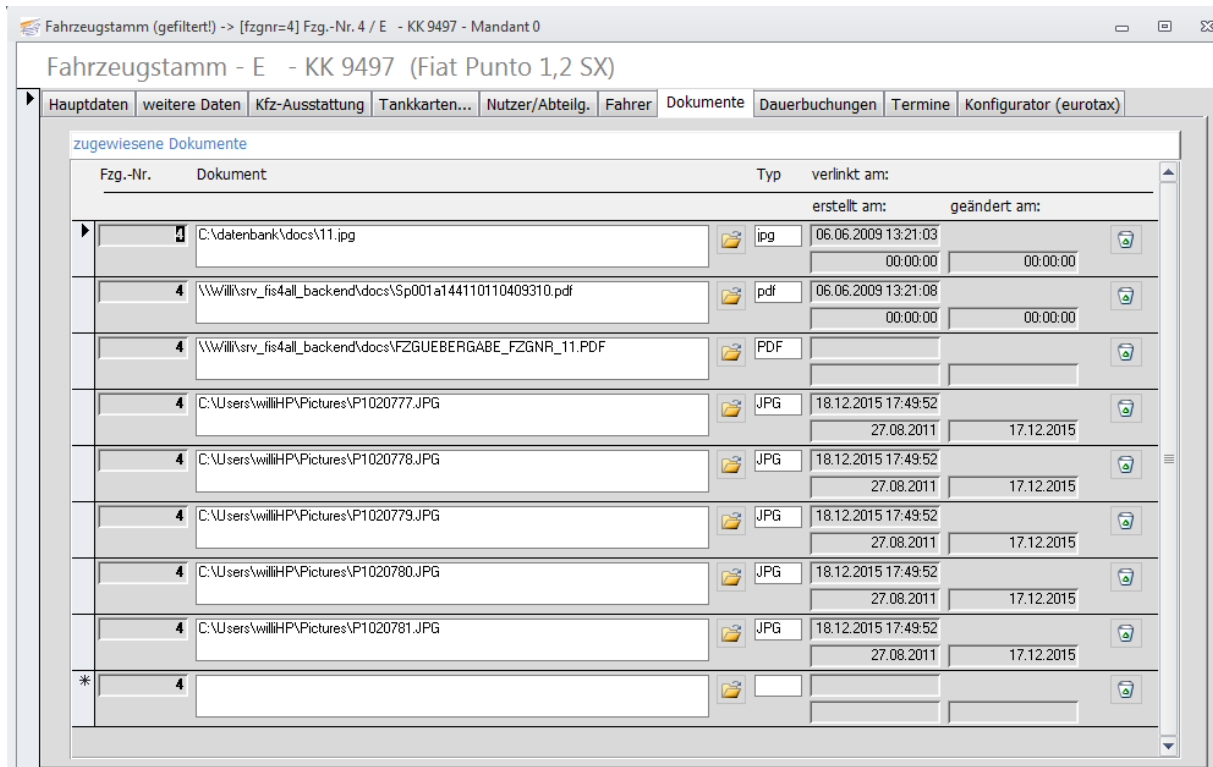 Fahrzeugstamm (gefiltert!) -> [fzgnr=4] Fzg.-Nr. 4 / E - KK 9497 - Mandant 0
Fahrzeugstamm - E - KK 9497 (Fiat Punto 1,2 SX)
Hauptdaten weitere Daten Kfz-Ausstattung Tankkarten... Nutzer/Abteilg. Fahrer Dokumente Dauerbuchungen Termine Konfigurator (eurotax)
zugewiesene Dokumente
Fzg.-Nr. Dokument Typ verlinkt am:
erstellt am: geändert am:
4 C:\datenbank\docs\11.jpg jpg 06.06.2009 13:21:03
00:00:00 00:00:00
4 \\Willi\srv_fis4all_backend\docs\Sp001a144110110409310.pdf pdf 06.06.2009 13:21:08
00:00:00 00:00:00
4 \\Willi\srv_fis4all_backend\docs\FZGUEBERGABE_FZGNR_11.PDF PDF
4 C:\Users\williHP\Pictures\P1020777.JPG JPG 18.12.2015 17:49:52
27.08.2011 17.12.2015
4 C:\Users\williHP\Pictures\P1020778.JPG JPG 18.12.2015 17:49:52
27.08.2011 17.12.2015
4 C:\Users\williHP\Pictures\P1020779.JPG JPG 18.12.2015 17:49:52
27.08.2011 17.12.2015
4 C:\Users\williHP\Pictures\P1020780.JPG JPG 18.12.2015 17:49:52
27.08.2011 17.12.2015
4 C:\Users\williHP\Pictures\P1020781.JPG JPG 18.12.2015 17:49:52
27.08.2011 17.12.2015
* 4